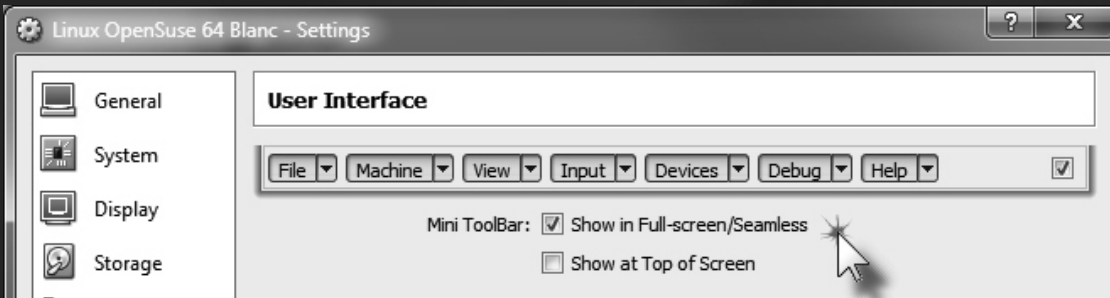 Linux OpenSuse 64 Blanc - Settings
? X
General
System
Display
Storage
User Interface
File Machine View Input Devices Debug Help
Mini ToolBar: Show in Full-screen/Seamless
Show at Top of Screen